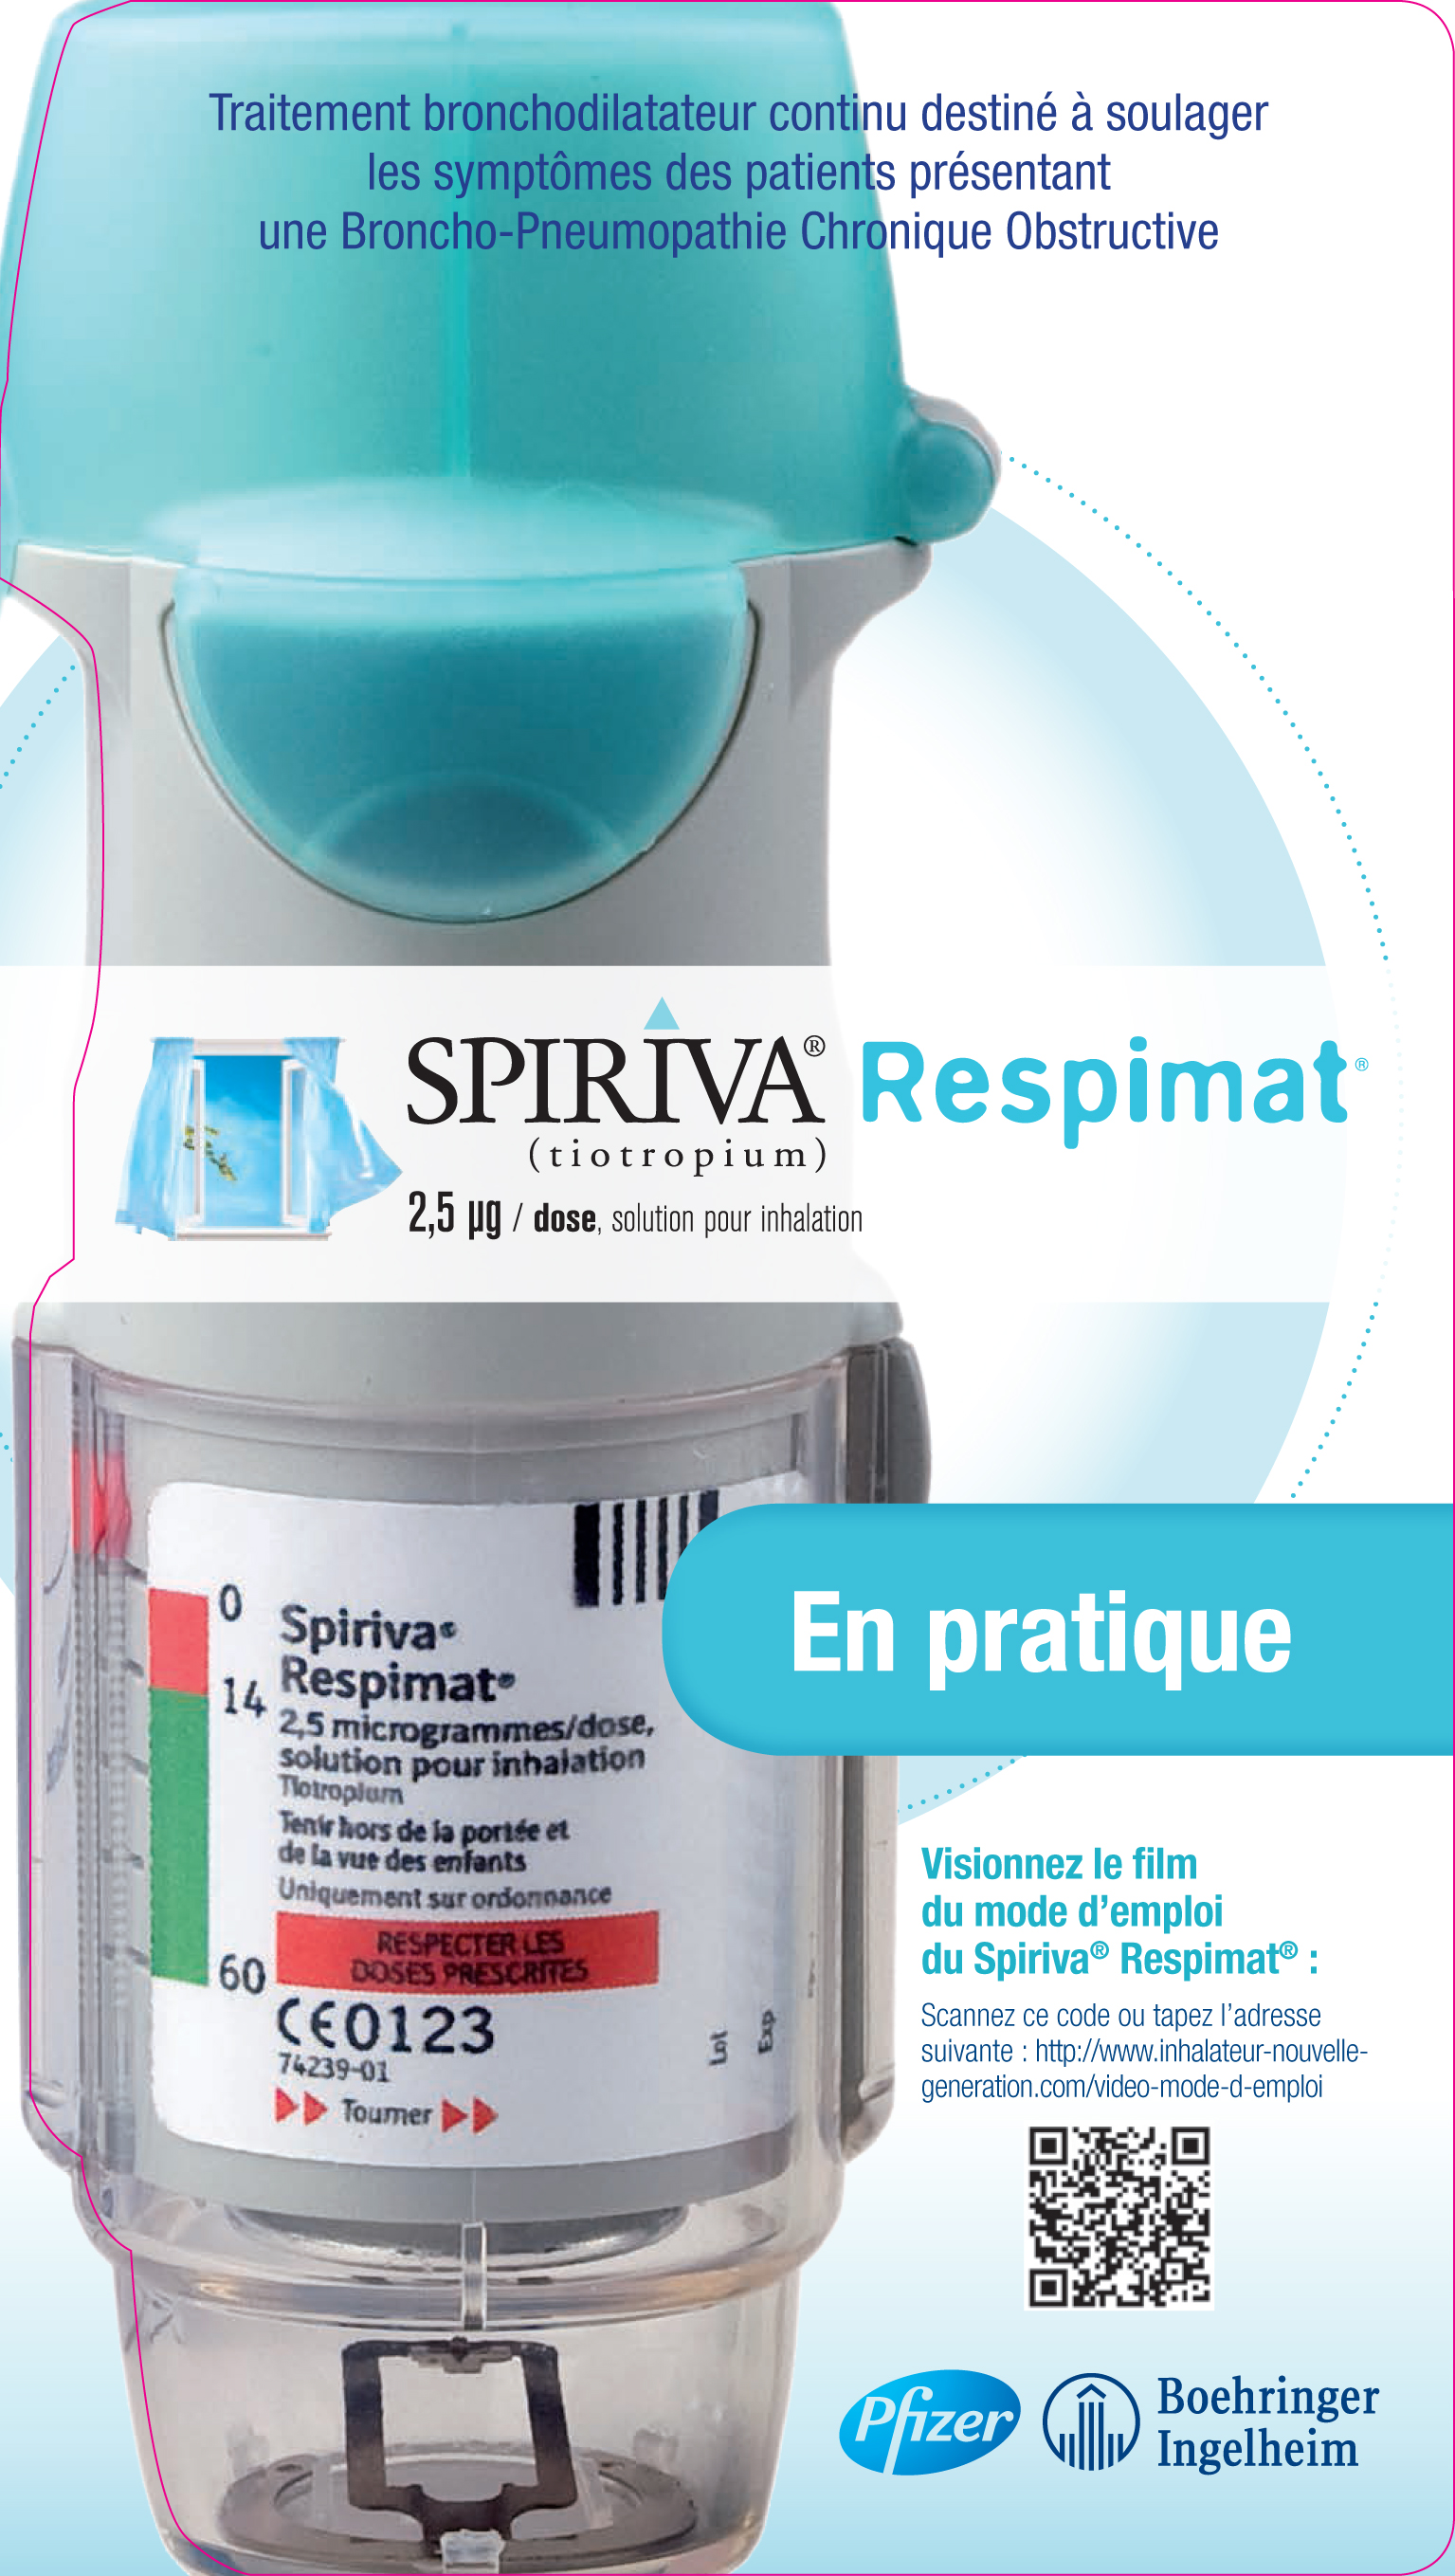 Traitement bronchodilatateur continu destiné à soulager
les symptômes des patients présentant
une Broncho-Pneumopathie Chronique Obstructive
SPIRIVA® Respimat®
(tiotropium)
2,5 µg / dose, solution pour inhalation
En pratique
0
14
60
Spiriva®
Respimat®
2,5 microgrammes/dose,
solution pour inhalation
Tiotropium
Tenir hors de la portée et
de la vue des enfants
Uniquement sur ordonnance
RESPECTER LES
DOSES PRESCRITES
CE0123
74239-01
Tourner
Lot
Exp
Visionnez le film
du mode d’emploi
du Spiriva® Respimat® :
Scannez ce code ou tapez l’adresse
suivante : http://www.inhalateur-nouvelle-
generation.com/video-mode-d-emploi
Pfizer
Boehringer
Ingelheim